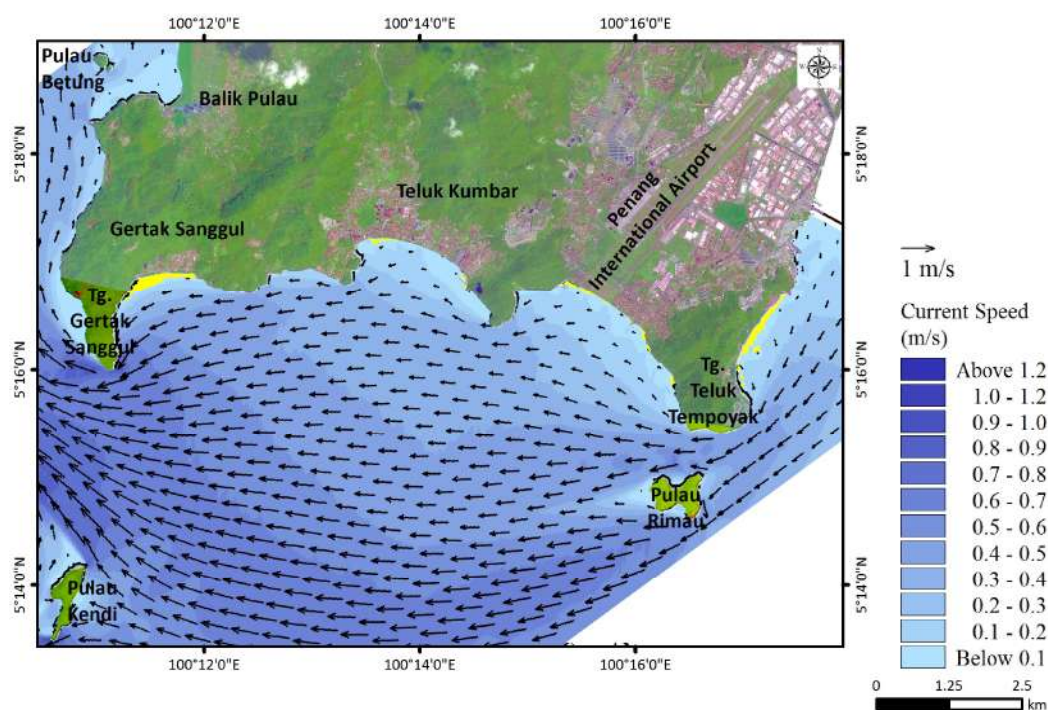 100°12'0"E
100°14'0"E
100°16'0"E
Pulau
Betung
Balik Pulau
Teluk Kumbar
Gertak Sanggul
Penang
International Airport
Tg.
Gertak
Sanggul
Tg.
Teluk
Tempoyak
Pulau
Rimau
Pulau
Kendi
5°18'0"N
5°16'0"N
5°14'0"N
5°18'0"N
5°16'0"N
5°14'0"N
100°12'0"E
100°14'0"E
100°16'0"E
1 m/s
Current Speed
(m/s)
Above 1.2
1.0 - 1.2
0.9 - 1.0
0.8 - 0.9
0.7 - 0.8
0.6 - 0.7
0.5 - 0.6
0.4 - 0.5
0.3 - 0.4
0.2 - 0.3
0.1 - 0.2
Below 0.1
0
1.25
2.5
km